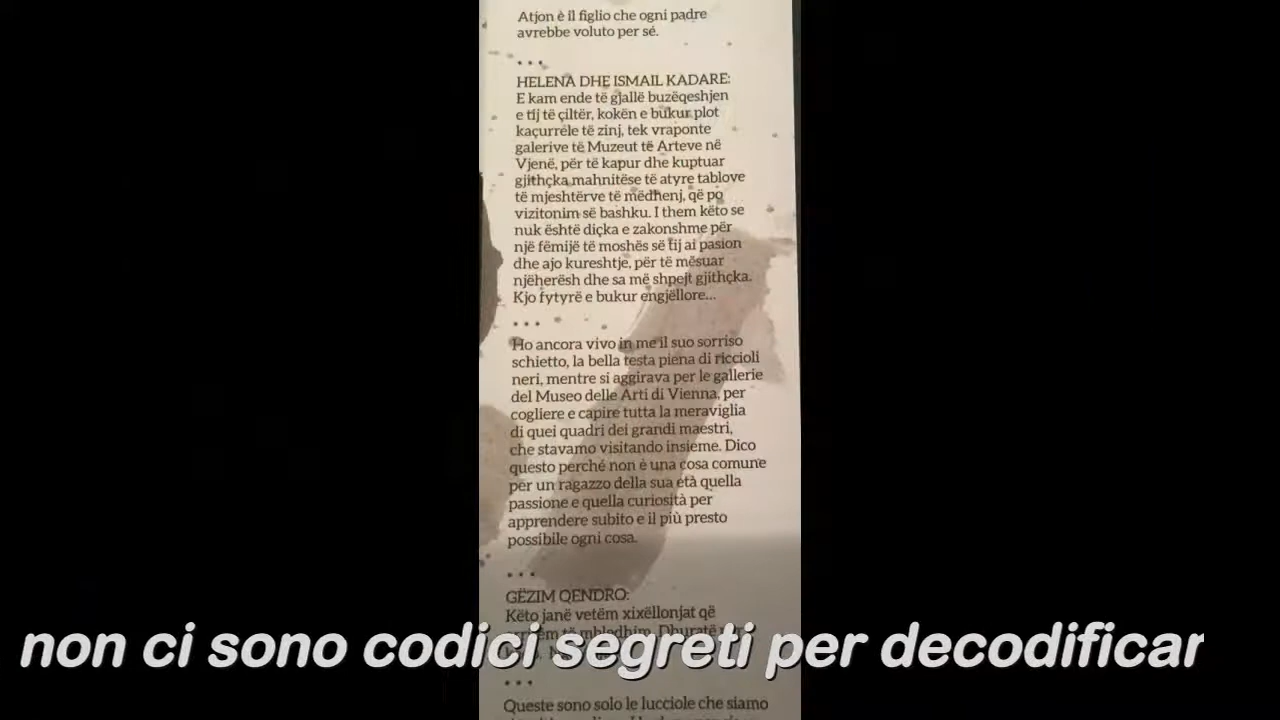 Atjon è il figlio che ogni padre
avrebbe voluto per sé.
• • •
HELENA DHE ISMAIL KADARE:
E kam ende të gjallë buzëqeshjen
e tij të çiltër, kokën e bukur plot
kaçurrele të zinj, tek vraponte
galerive të Muzeut të Arteve në
Vjenë, për të kapur dhe kuptuar
gjithçka mahnitëse të atyre tablove
të mjeshtërve të mëdhenj, që po
vizitonim së bashku. I them këto se
nuk është diçka e zakonshme për
një fëmijë të moshës së tij ai pasion
dhe ajo kureshtje, për të mësuar
njëherësh dhe sa më shpejt gjithçka.
Kjo fytyrë e bukur engjëllore...
• • •
Ho ancora vivo in me il suo sorriso
schietto, la bella testa piena di riccioli
neri, mentre si aggirava per le gallerie
del Museo delle Arti di Vienna, per
cogliere e capire tutta la meraviglia
di quei quadri dei grandi maestri,
che stavamo visitando insieme. Dico
questo perché non è una cosa comune
per un ragazzo della sua età quella
passione e quella curiosità per
apprendere subito e il più presto
possibile ogni cosa.
• • •
GËZIM QENDRO:
Këto janë vetëm xixëllonjat që
të mbledhim. Dhuratë
non ci sono codici segreti per decodificar
• • •
Queste sono solo le lucciole che siamo